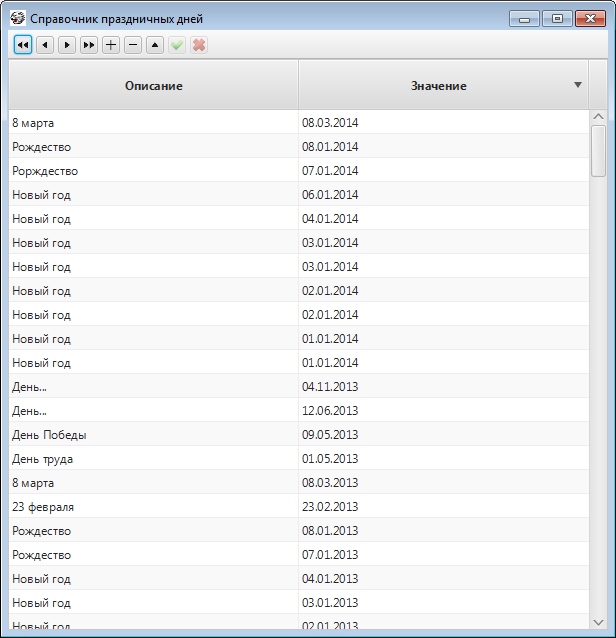 Справочник праздничных дней
Описание Значение
8 марта 08.03.2014
Рождество 08.01.2014
Рорждество 07.01.2014
Новый год 06.01.2014
Новый год 04.01.2014
Новый год 03.01.2014
Новый год 03.01.2014
Новый год 02.01.2014
Новый год 02.01.2014
Новый год 01.01.2014
Новый год 01.01.2014
День... 04.11.2013
День... 12.06.2013
День Победы 09.05.2013
День труда 01.05.2013
8 марта 08.03.2013
23 февраля 23.02.2013
Рождество 08.01.2013
Рождество 07.01.2013
Новый год 04.01.2013
Новый год 03.01.2013
Новый год 02.01.2013